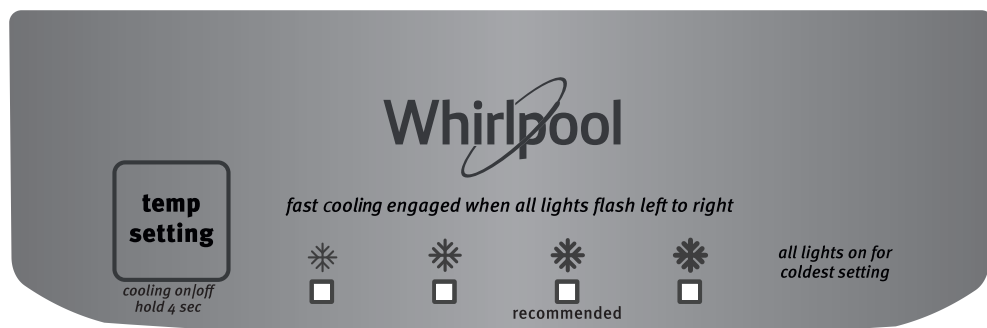 Whirlpool
temp
setting
cooling on|off
hold 4 sec
fast cooling engaged when all lights flash left to right
recommended
all lights on for
coldest setting